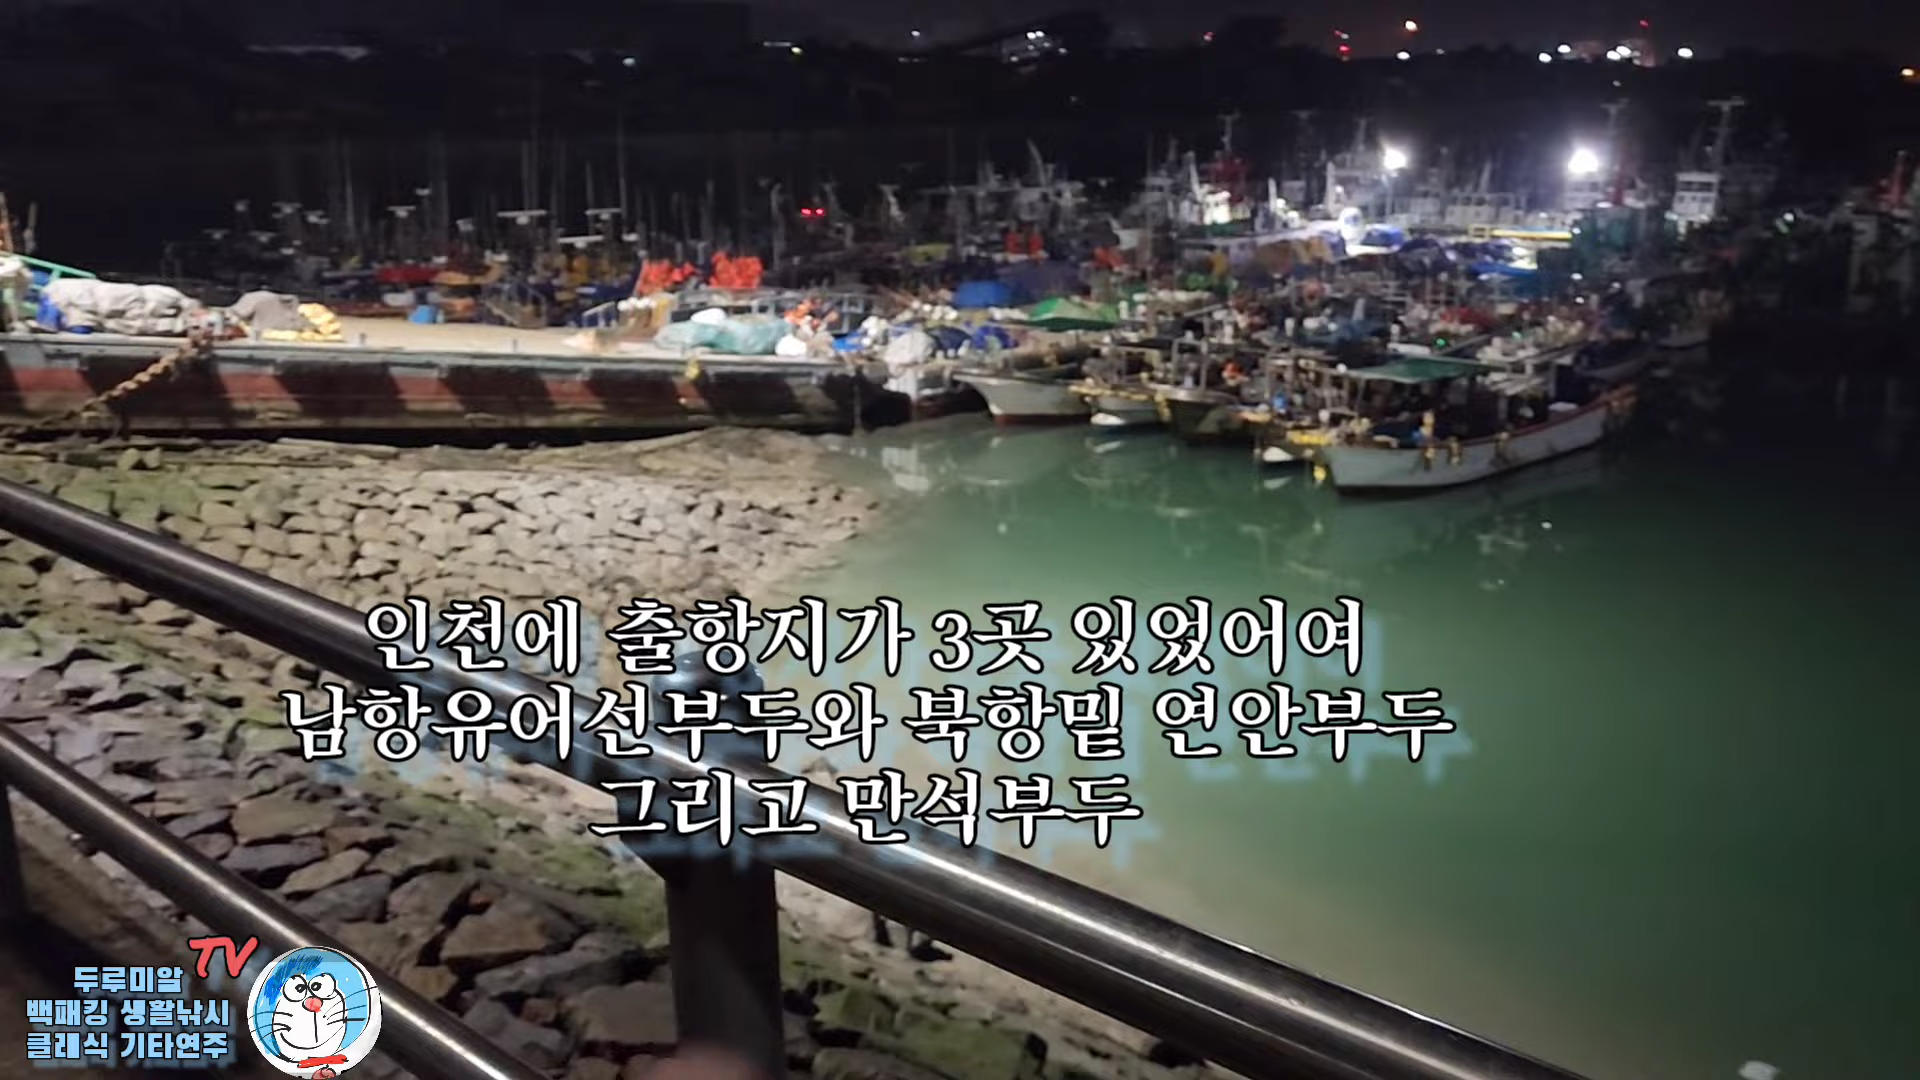 인천에 출항지가 3곳 있었어여
남항유어선부두와 북항밑 연안부두
그리고 만석부두
TV
두루미알
백패킹 생활낚시
클래식 기타연주